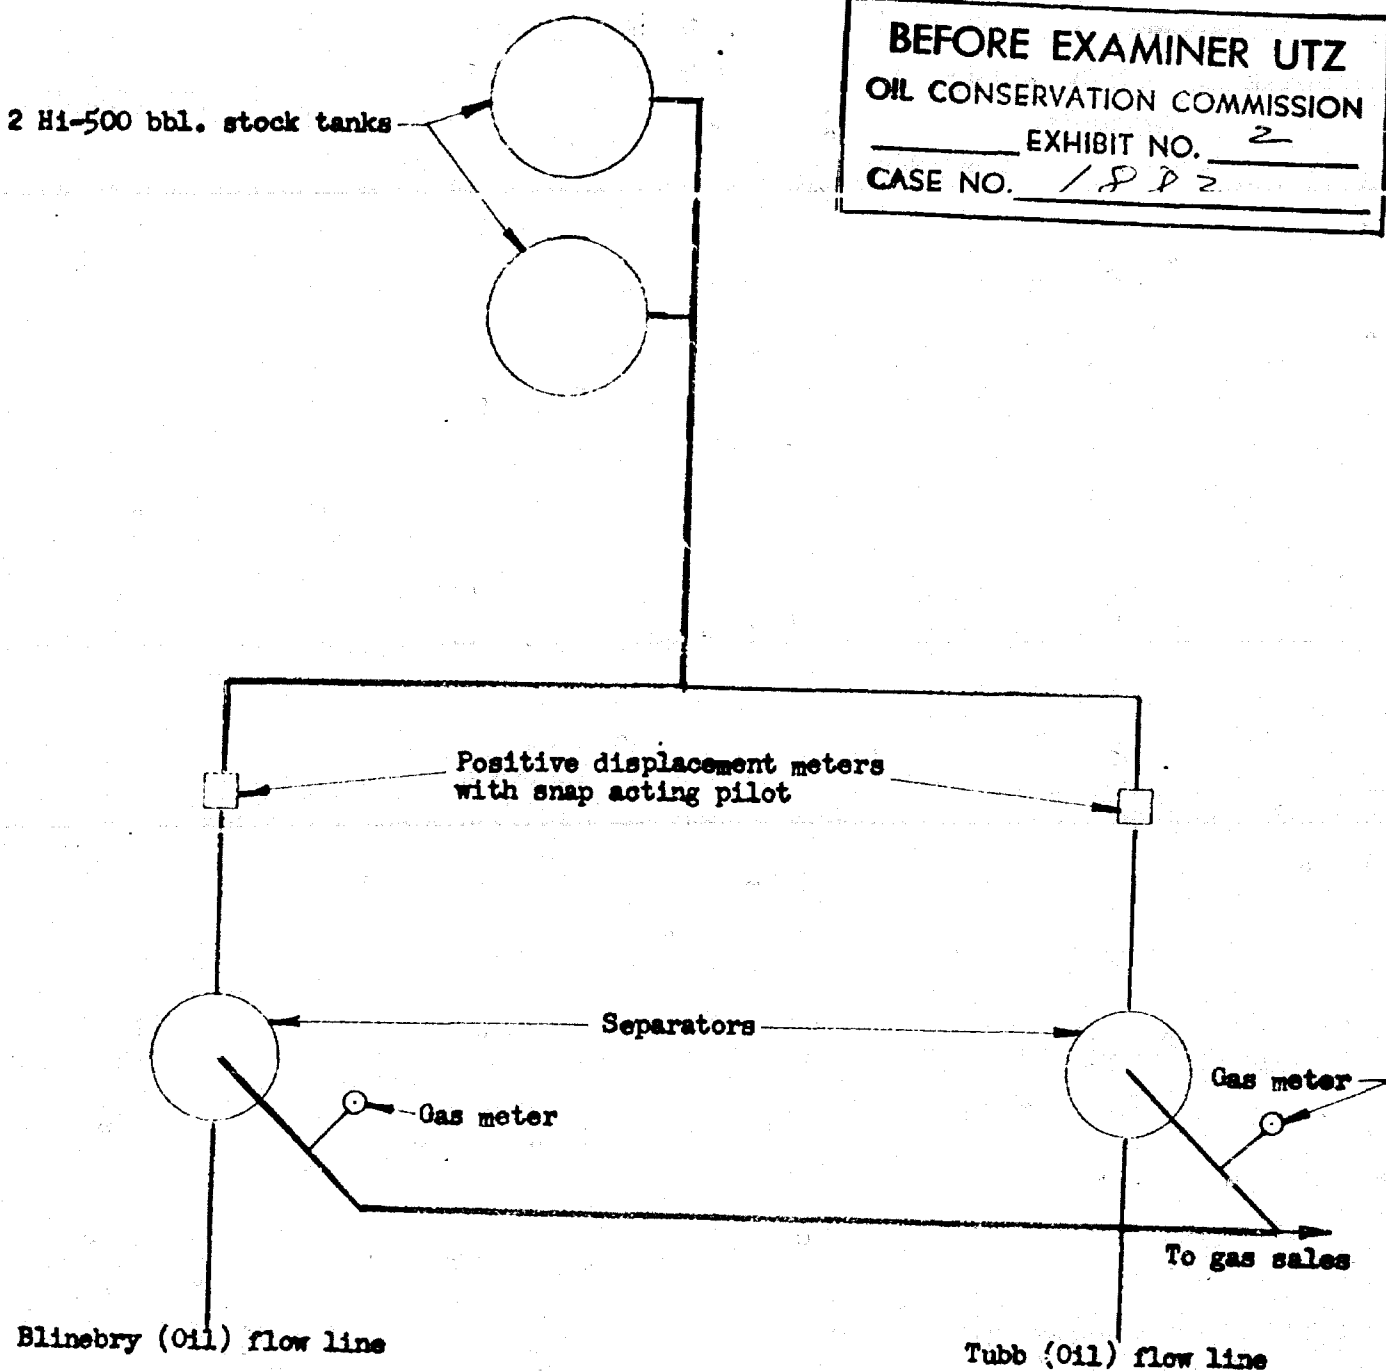 BEFORE EXAMINER UTZ
OIL CONSERVATION COMMISSION
EXHIBIT NO. 2
CASE NO. 1882
2 Hi-500 bbl. stock tanks
Positive displacement meters
with snap acting pilot
Separators
Gas meter
Gas meter
To gas sales
Blinebry (Oil) flow line
Tubb (Oil) flow line